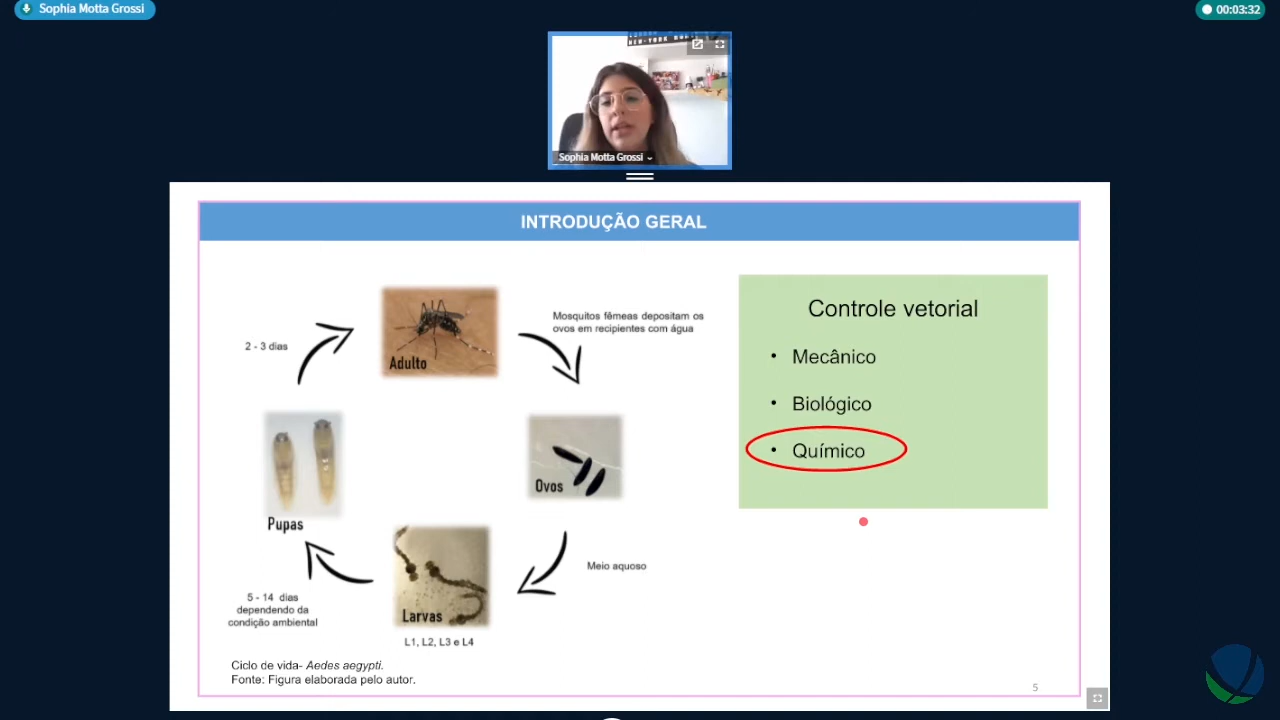 Sophia Motta Grossi
00:03:32
Sophia Motta Grossi
INTRODUÇÃO GERAL
Adulto
Mosquitos fêmeas depositam os
ovos em recipientes com água
2 - 3 dias
Ovos
Pupas
Meio aquoso
Larvas
5 - 14 dias
dependendo da
condição ambiental
L1, L2, L3 e L4
Ciclo de vida- Aedes aegypti.
Fonte: Figura elaborada pelo autor.
Controle vetorial
• Mecânico
• Biológico
• Químico
5